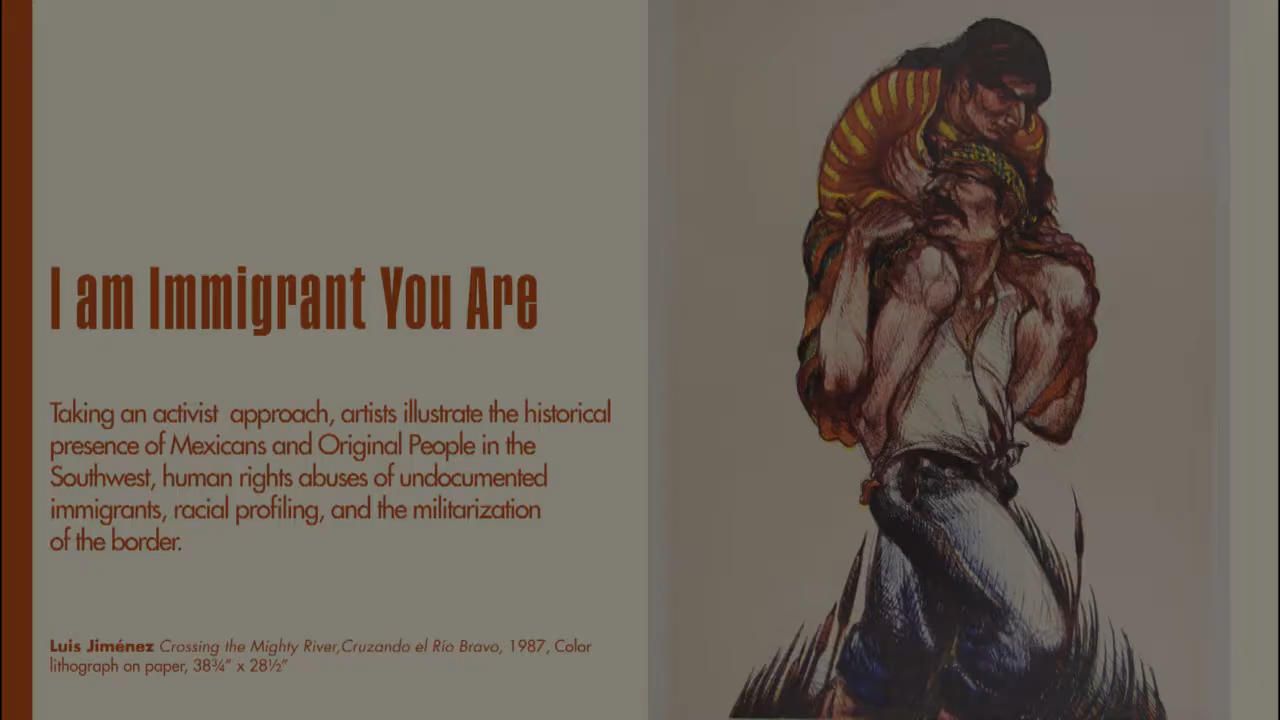 I am Immigrant You Are
Taking an activist approach, artists illustrate the historical
presence of Mexicans and Original People in the
Southwest, human rights abuses of undocumented
immigrants, racial profiling, and the militarization
of the border.
Luis Jiménez Crossing the Mighty River,Cruzando el Río Bravo, 1987, Color
lithograph on paper, 38¾” x 28½”